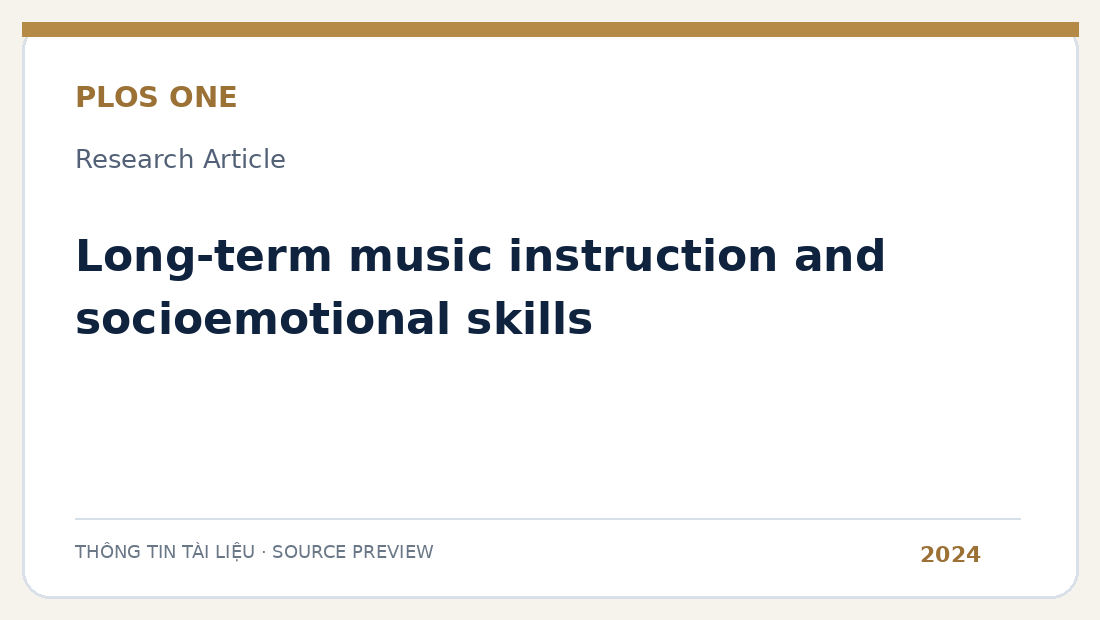 PLOS ONE
Research Article
Long-term music instruction and
socioemotional skills
THÔNG TIN TÀI LIỆU · SOURCE PREVIEW
2024